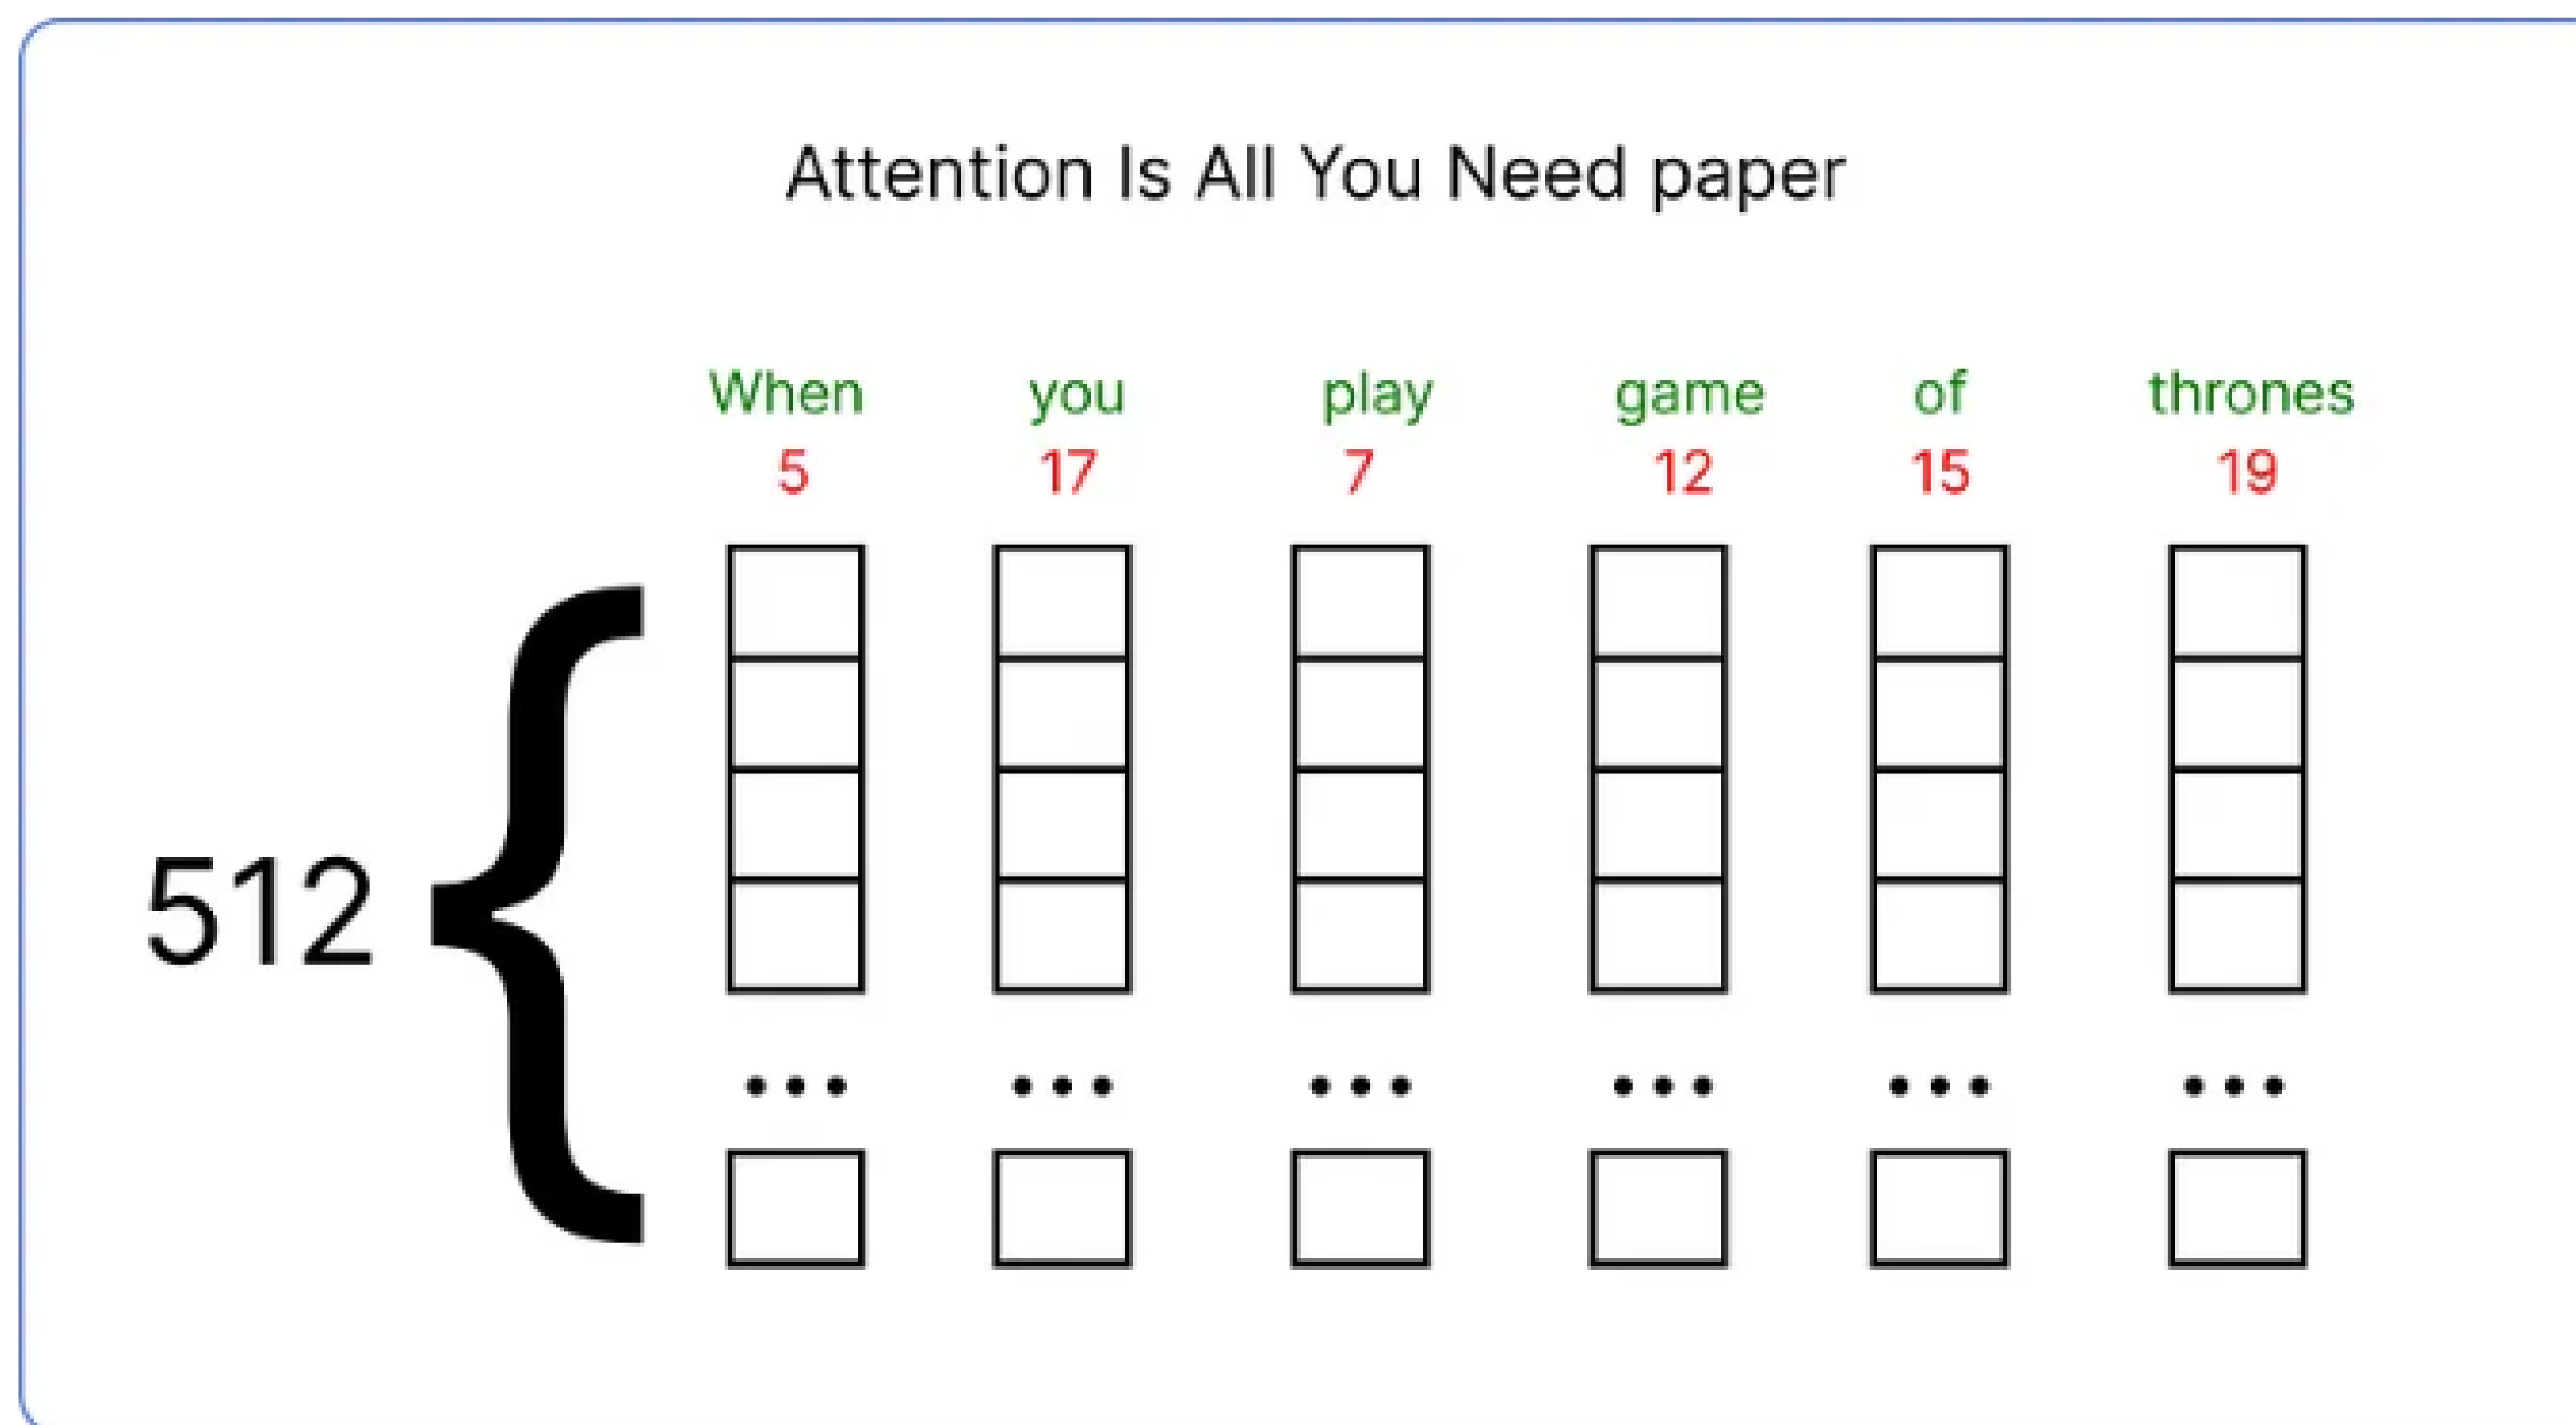 Attention Is All You Need paper
When you play game of thrones
5 17 7 12 15 19
512
... ... ... ... ... ...